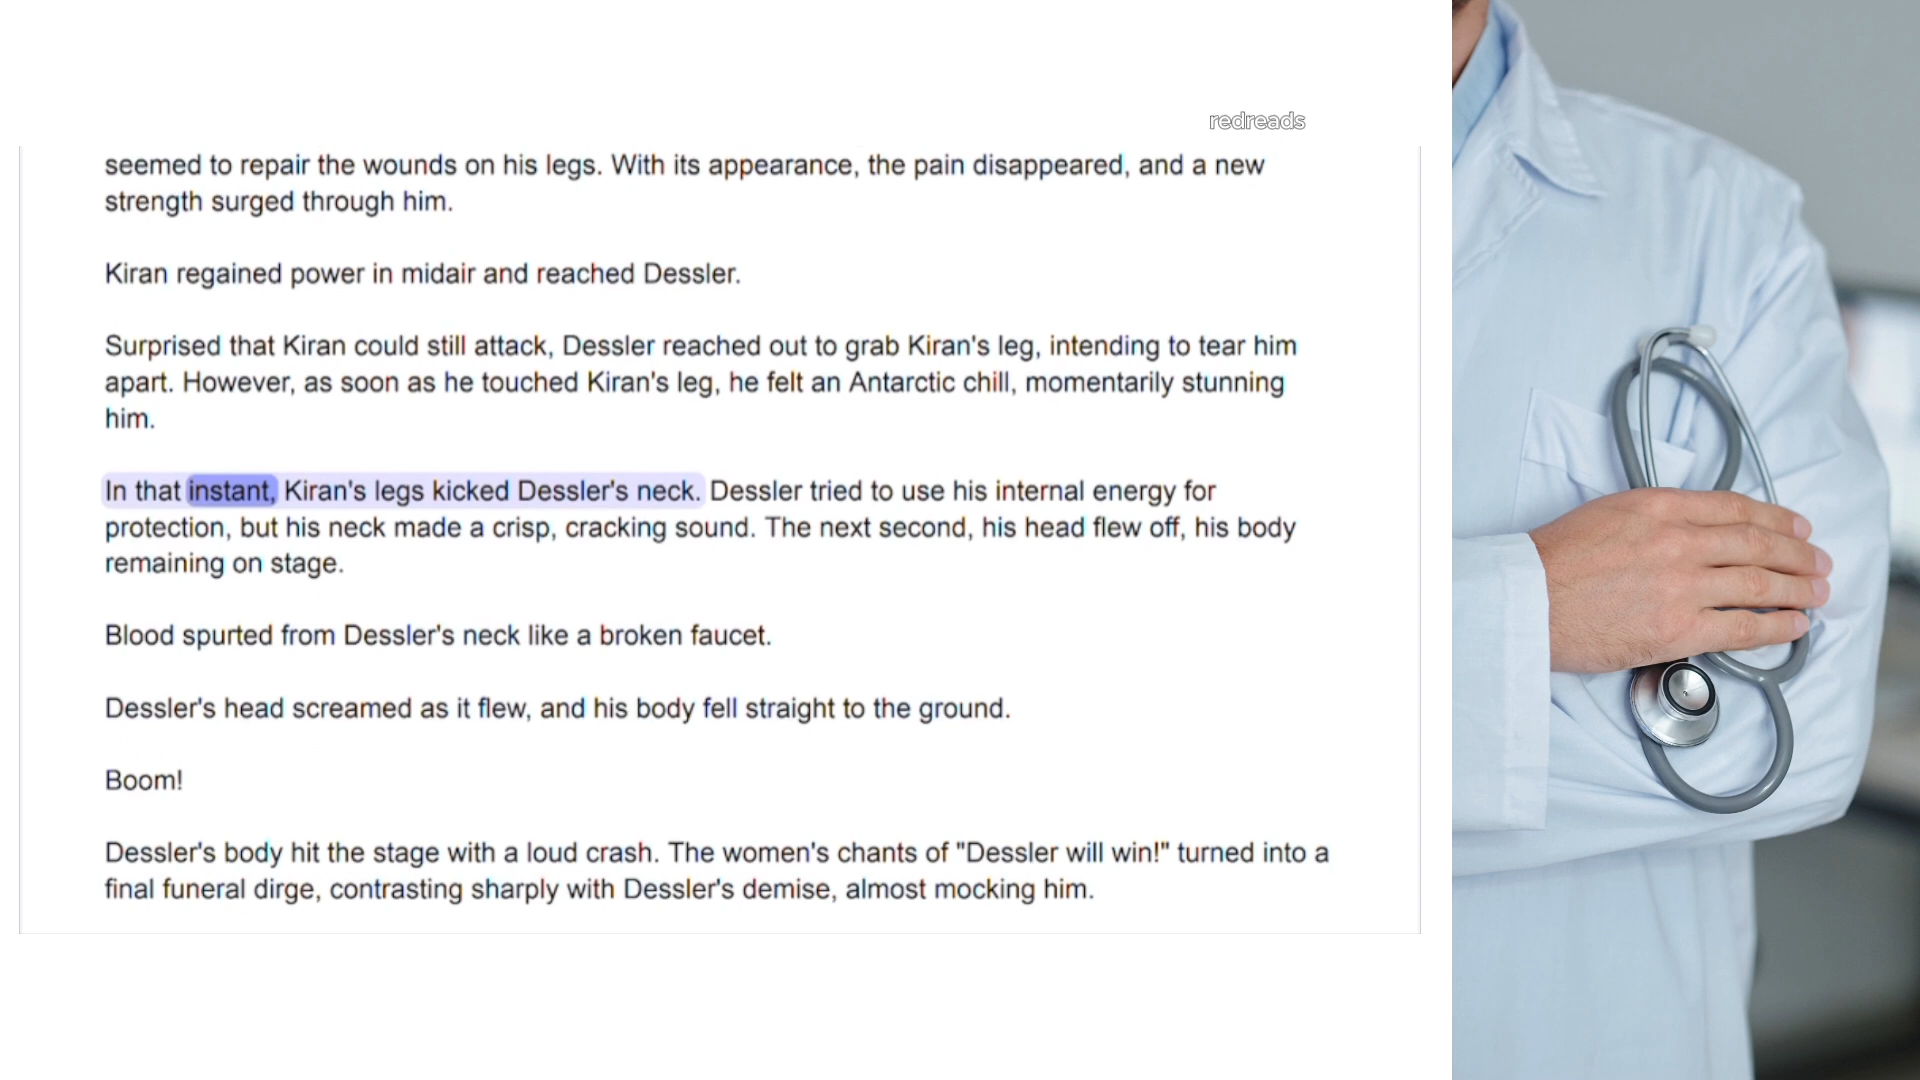 redreads
seemed to repair the wounds on his legs. With its appearance, the pain disappeared, and a new
strength surged through him.
Kiran regained power in midair and reached Dessler.
Surprised that Kiran could still attack, Dessler reached out to grab Kiran's leg, intending to tear him
apart. However, as soon as he touched Kiran's leg, he felt an Antarctic chill, momentarily stunning
him.
In that instant, Kiran's legs kicked Dessler's neck. Dessler tried to use his internal energy for
protection, but his neck made a crisp, cracking sound. The next second, his head flew off, his body
remaining on stage.
Blood spurted from Dessler's neck like a broken faucet.
Dessler's head screamed as it flew, and his body fell straight to the ground.
Boom!
Dessler's body hit the stage with a loud crash. The women's chants of "Dessler will win!" turned into a
final funeral dirge, contrasting sharply with Dessler's demise, almost mocking him.